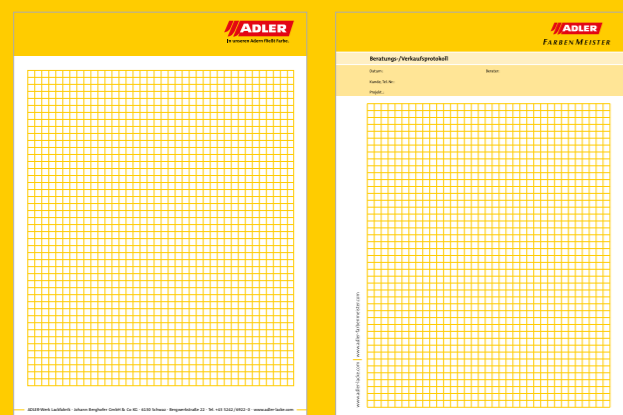 ADLER
In unseren Adern fließt Farbe.
ADLER-Werk Lackfabrik · Johann Berghofer GmbH & Co KG · 6130 Schwaz · Bergwerkstraße 22 · Tel. +43 5242/6922-0 · www.adler-lacke.com
ADLER
FARBENMEISTER
Beratungs-/Verkaufsprotokoll
Datum: Berater:
Kunde, Tel-Nr.:
Projekt.:
www.adler-lacke.com | www.adler-farbenmeister.com